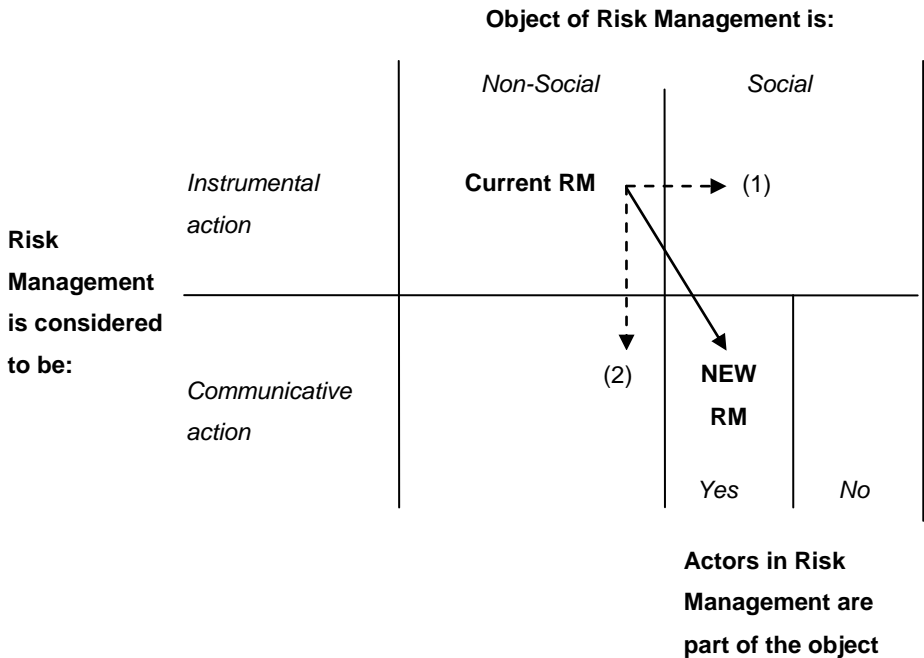 Object of Risk Management is:
Non-Social
Social
Instrumental
action
Current RM
(1)
Risk
Management
is considered
to be:
(2)
NEW
RM
Communicative
action
Yes
No
Actors in Risk
Management are
part of the object